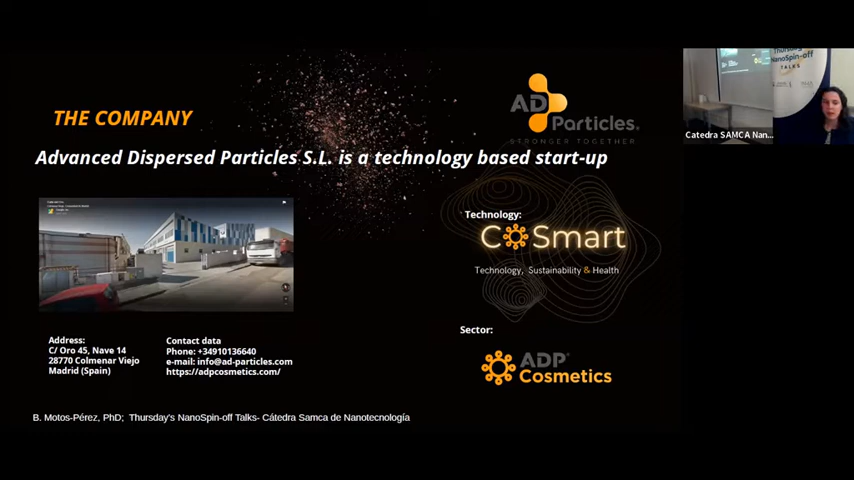 THE COMPANY
AD Particles®
STRONGER TOGETHER
Advanced Dispersed Particles S.L. is a technology based start-up
Technology:
CoSmart
Technology, Sustainability & Health
Sector:
ADP®
Cosmetics
Address:
C/ Oro 45, Nave 14
28770 Colmenar Viejo
Madrid (Spain)
Contact data
Phone: +34910136640
e-mail: info@ad-particles.com
https://adpcosmetics.com/
B. Motos-Pérez, PhD; Thursday's NanoSpin-off Talks- Cátedra Samca de Nanotecnología
Thursday
NanoSpin-off
TALKS
Catedra SAMCA Nan...